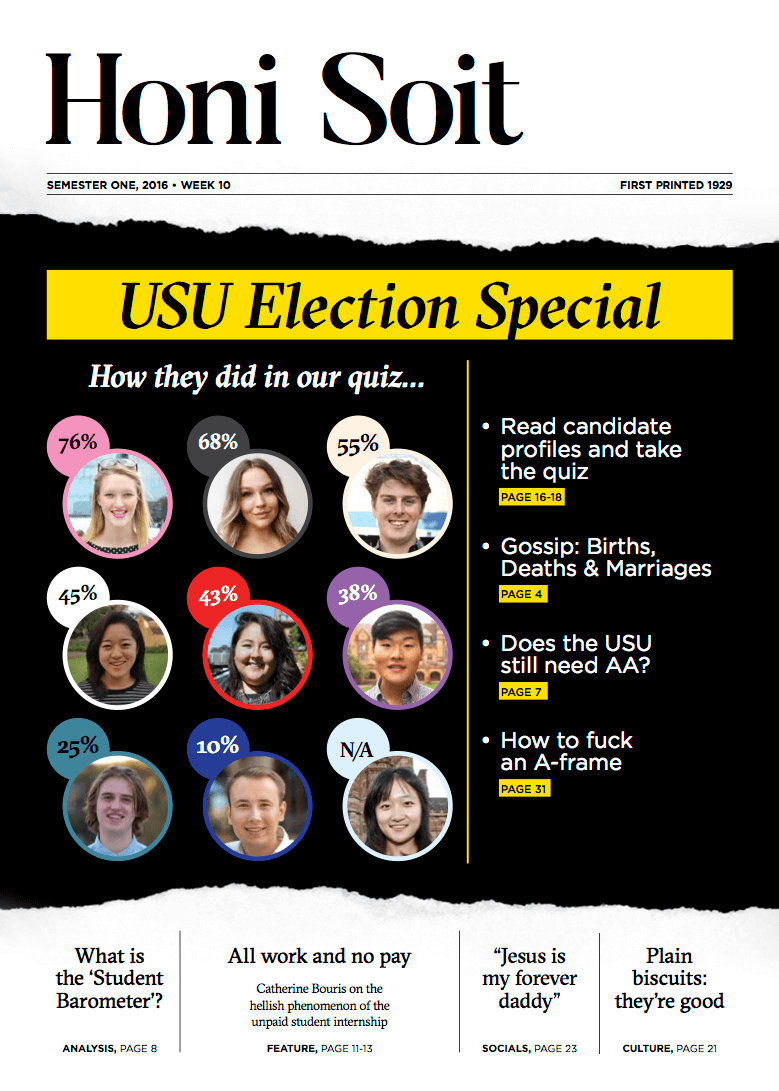 Honi Soit
SEMESTER ONE, 2016 • WEEK 10
FIRST PRINTED 1929
USU Election Special
How they did in our quiz...
76%
68%
55%
45%
43%
38%
25%
10%
N/A
• Read candidate
profiles and take
the quiz
PAGE 16-18
• Gossip: Births,
Deaths & Marriages
PAGE 4
• Does the USU
still need AA?
PAGE 7
• How to fuck
an A-frame
PAGE 31
What is
the ‘Student
Barometer’?
ANALYSIS, PAGE 8
All work and no pay
Catherine Bouris on the
hellish phenomenon of the
unpaid student internship
FEATURE, PAGE 11-13
“Jesus is
my forever
daddy”
SOCIALS, PAGE 23
Plain
biscuits:
they’re good
CULTURE, PAGE 21